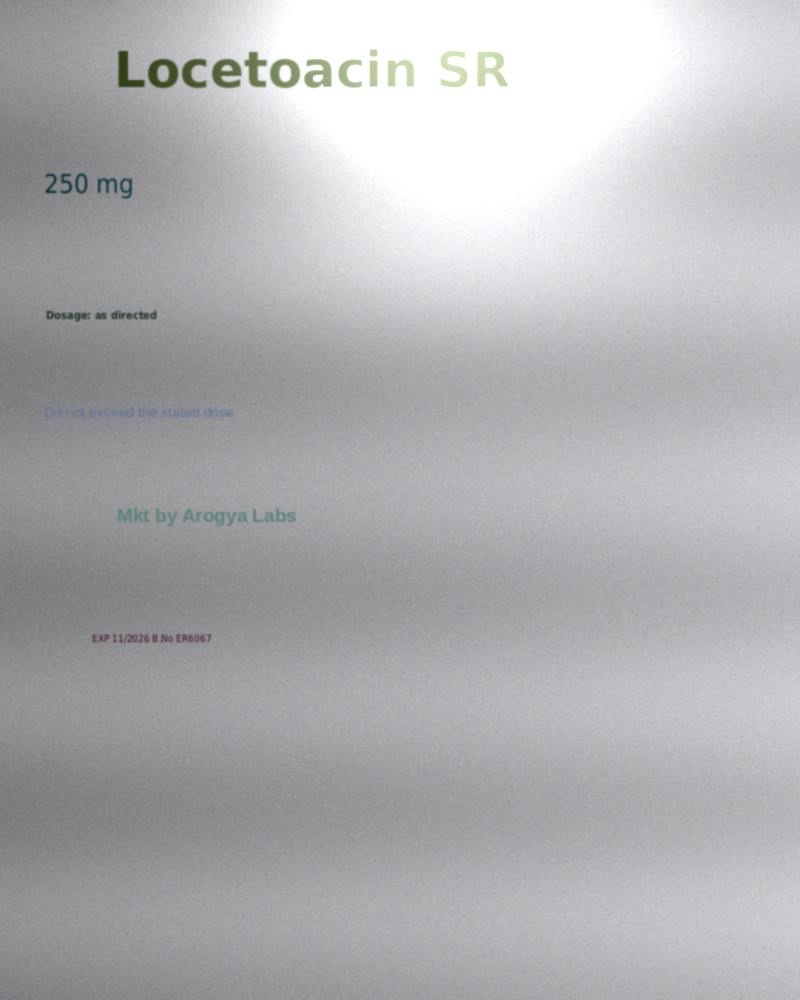 Locetoacin SR
250 mg
Dosage: as directed
Do not exceed the stated dose
Mkt by Arogya Labs
EXP 11/2026 B.No ER6067